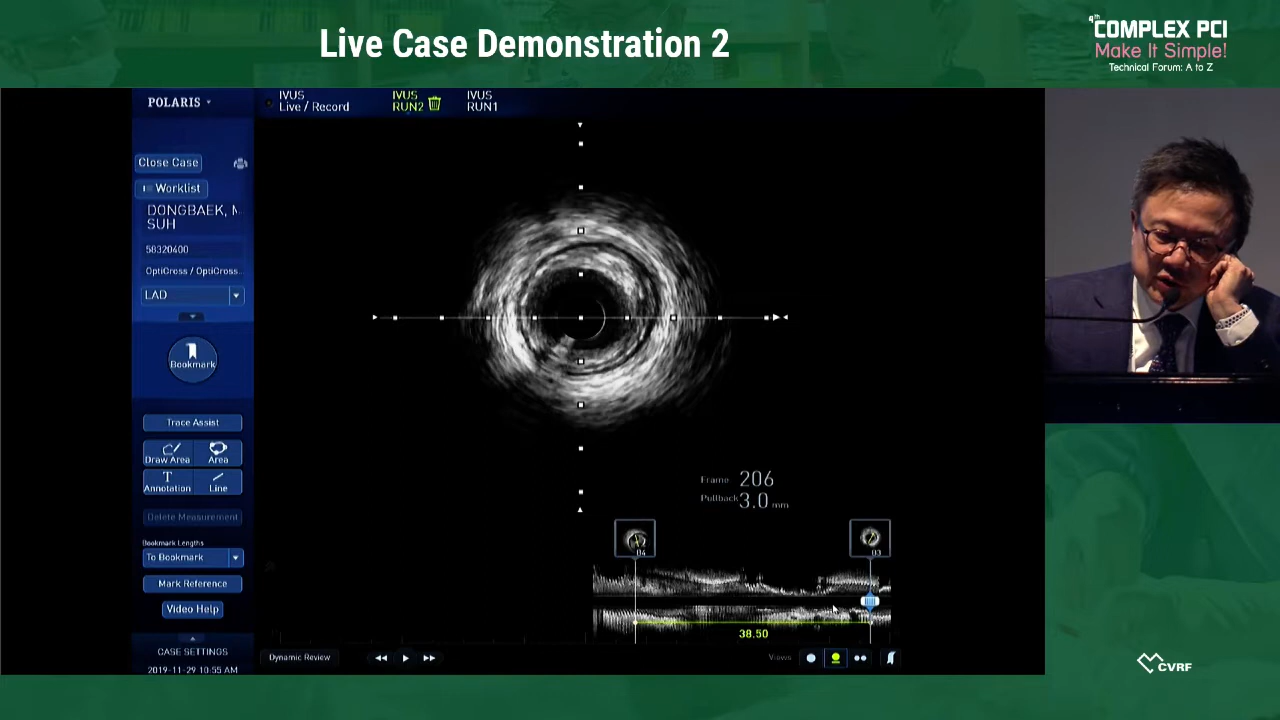 Live Case Demonstration 2
9th COMPLEX PCI
Make It Simple!
Technical Forum: A to Z
POLARIS
IVUS
Live / Record
IVUS
RUN2
IVUS
RUN1
Close Case
Worklist
DONGBAEK,
SUH
58320400
OptiCross / OptiCross...
LAD
Bookmark
Trace Assist
Draw Area
Area
Annotation
Line
Delete Measurement
Bookmark Lengths
To Bookmark
Mark Reference
Video Help
CASE SETTINGS
2019-11-29 10:55 AM
Frame 206
Pullback 3.0 mm
04
03
38.50
Dynamic Review
Views
CVRF